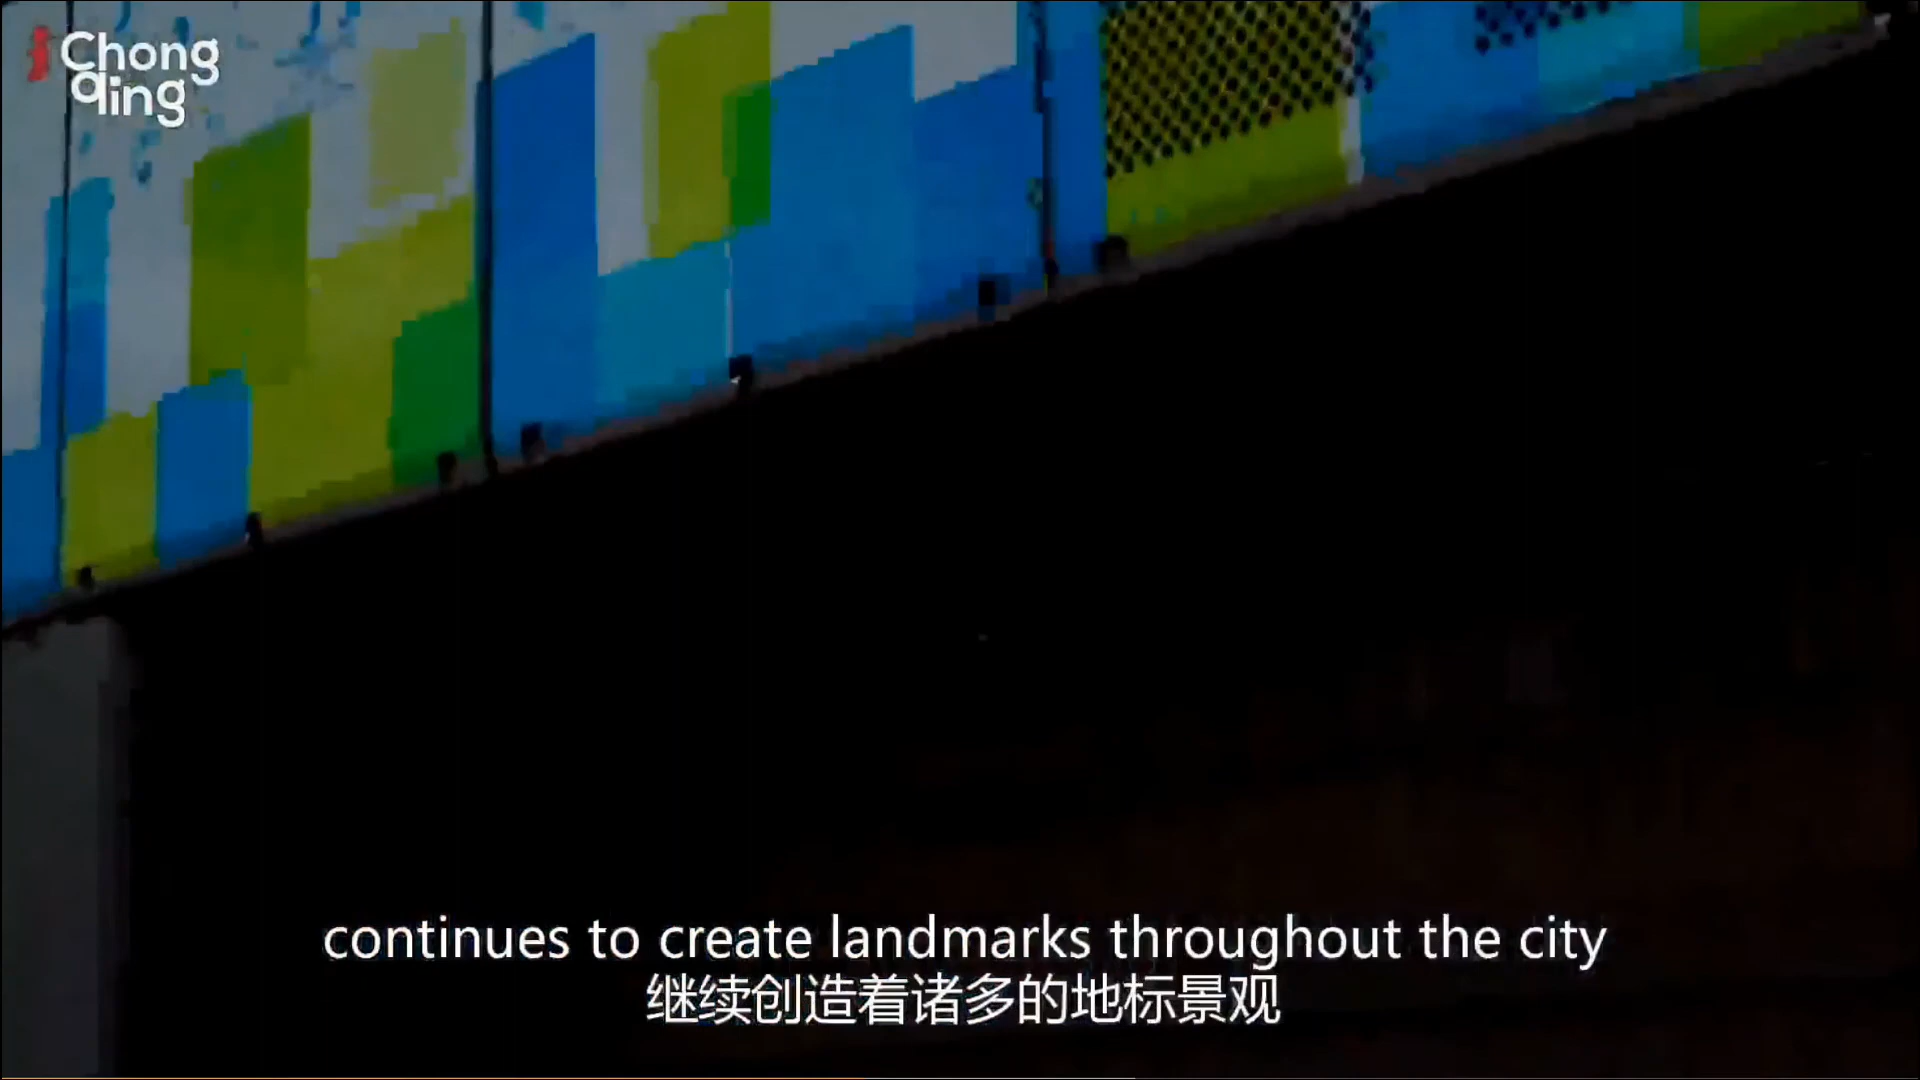 iChong
qing
continues to create landmarks throughout the city
继续创造着诸多的地标景观